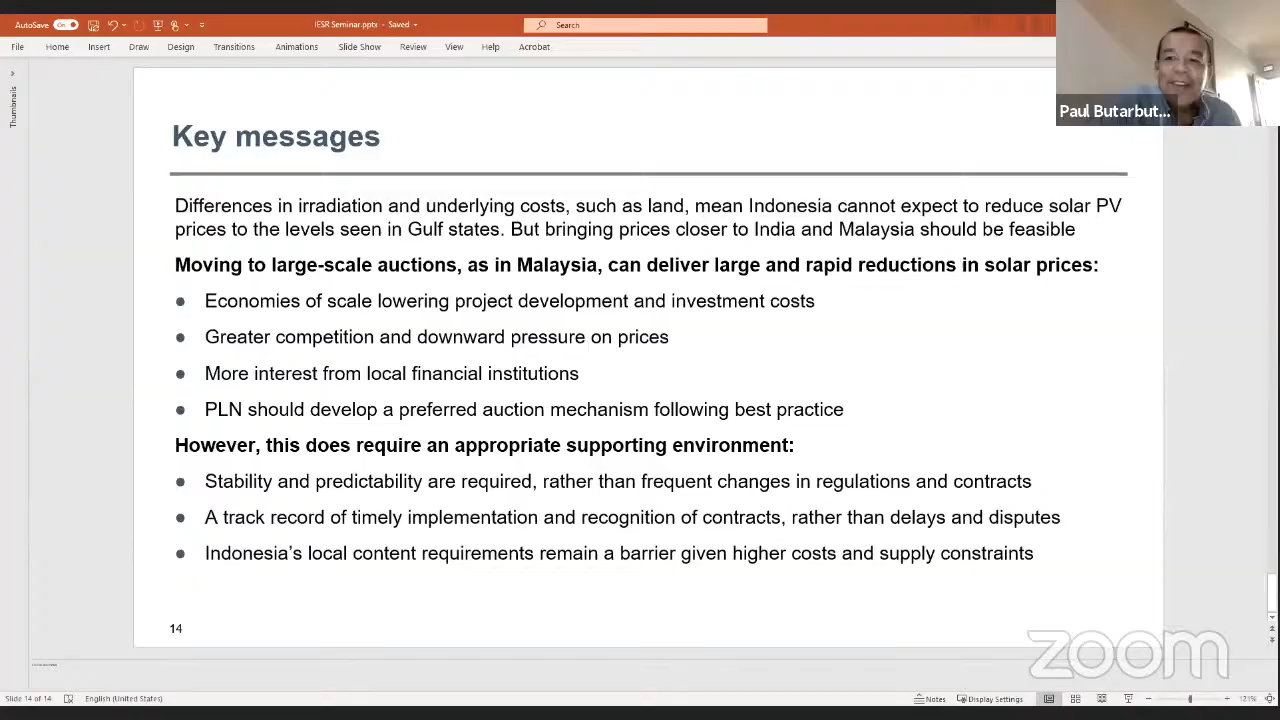 AutoSave
On
IESR Seminar.pptx - Saved
Search
File Home Insert Draw Design Transitions Animations Slide Show Review View Help Acrobat
Paul Butarbut...
Thumbnails
Key messages
Differences in irradiation and underlying costs, such as land, mean Indonesia cannot expect to reduce solar PV
prices to the levels seen in Gulf states. But bringing prices closer to India and Malaysia should be feasible
Moving to large-scale auctions, as in Malaysia, can deliver large and rapid reductions in solar prices:
● Economies of scale lowering project development and investment costs
● Greater competition and downward pressure on prices
● More interest from local financial institutions
● PLN should develop a preferred auction mechanism following best practice
However, this does require an appropriate supporting environment:
● Stability and predictability are required, rather than frequent changes in regulations and contracts
● A track record of timely implementation and recognition of contracts, rather than delays and disputes
● Indonesia’s local content requirements remain a barrier given higher costs and supply constraints
14
zoom
Slide 14 of 14 English (United States) Notes Display Settings 121%